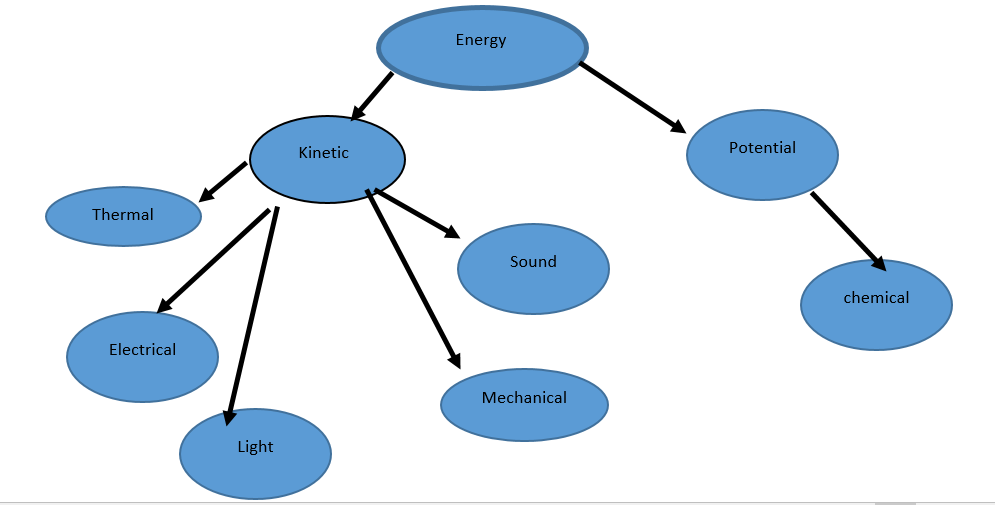 Energy
Kinetic
Potential
Thermal
Sound
chemical
Electrical
Mechanical
Light